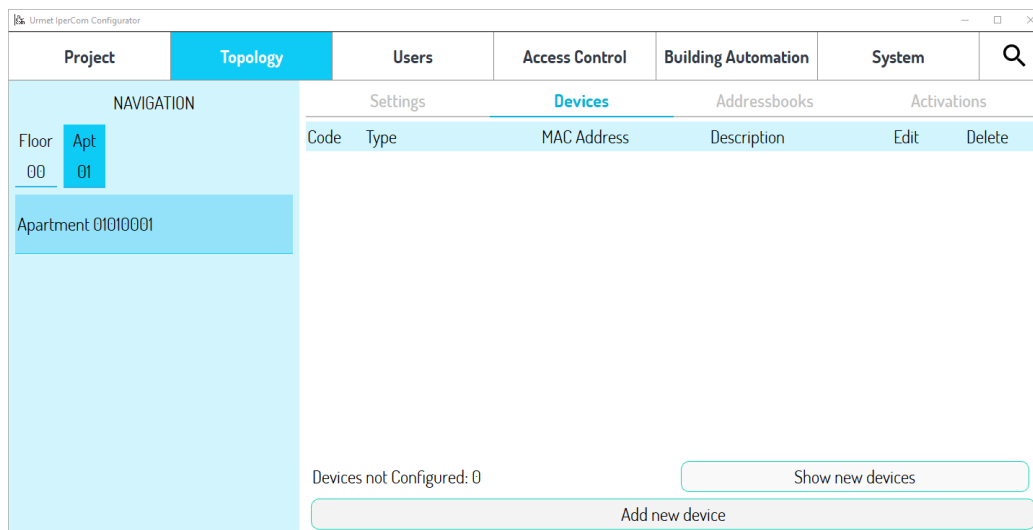 Urmet IperCom Configurator
Project Topology Users Access Control Building Automation System
NAVIGATION
Floor Apt
00 01
Apartment 01010001
Settings Devices Addressbooks Activations
Code Type MAC Address Description Edit Delete
Devices not Configured: 0 Show new devices
Add new device